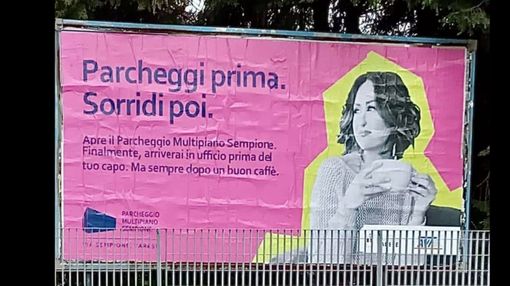 Parcheggi prima.
Sorridi poi.
Apre il Parcheggio Multipiano Sempione.
Finalmente, arriverai in ufficio prima del
tuo capo. Ma sempre dopo un buon caffè.
PARCHEGGIO
MULTIPIANO
SEMPIONE